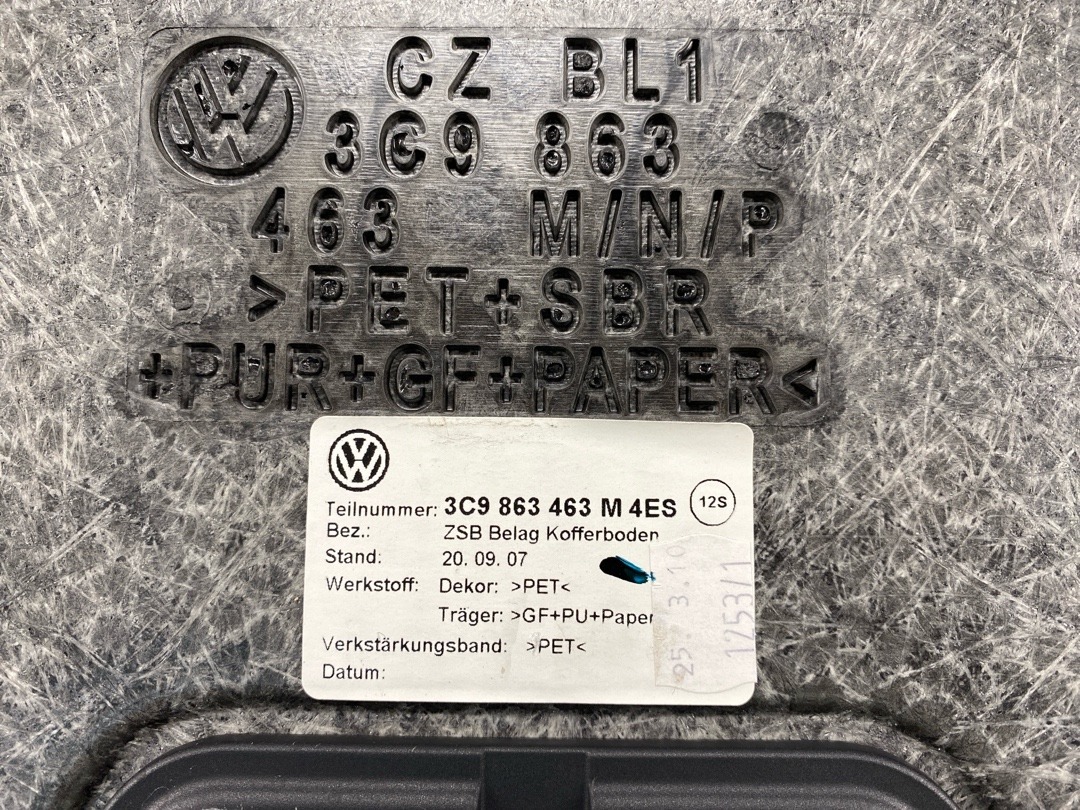 CZ BL1
3C9 863
463 M/N/P
>PET+SBR
+PUR+GF+PAPER<
Teilnummer: 3C9 863 463 M 4ES
12S
Bez.: ZSB Belag Kofferboden
Stand: 20. 09. 07
Werkstoff: Dekor: >PET<
Träger: >GF+PU+Paper
Verkstärkungsband: >PET<
Datum:
25. 3. 10
1253/1